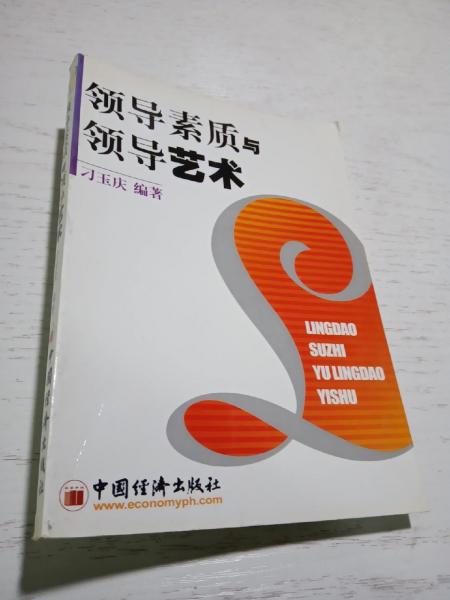 领导素质与
领导艺术
刁玉庆 编著
LINGDAO
SUZHI
YU LINGDAO
YISHU
中国经济出版社
www.economyph.com